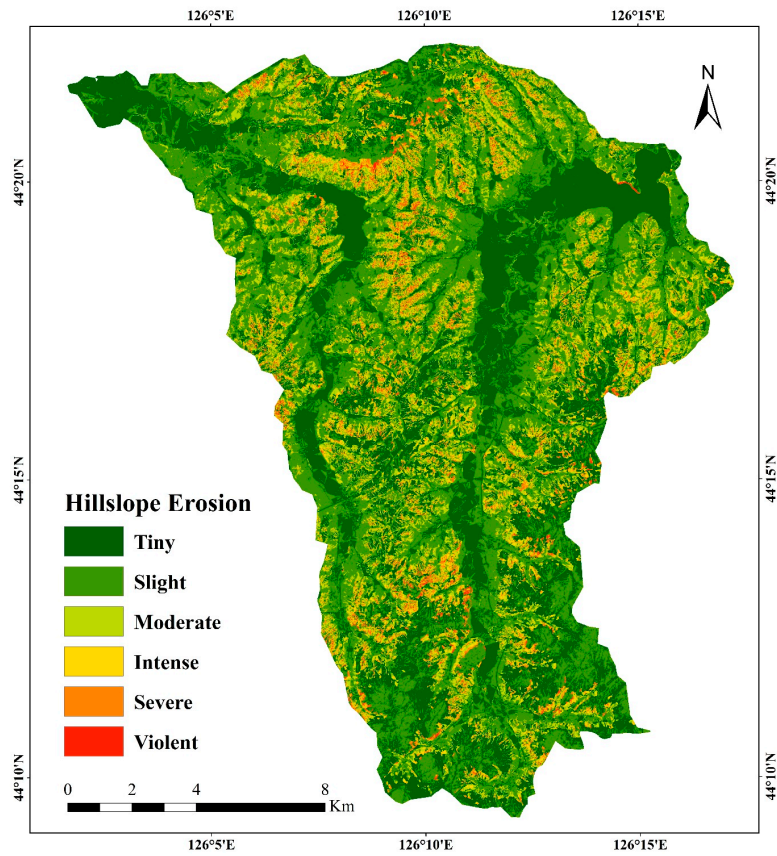 126°5'E 126°10'E 126°15'E
N
44°20'N 44°20'N
44°15'N 44°15'N
Hillslope Erosion
Tiny
Slight
Moderate
Intense
Severe
Violent
44°10'N 44°10'N
0 2 4 8
Km
126°5'E 126°10'E 126°15'E